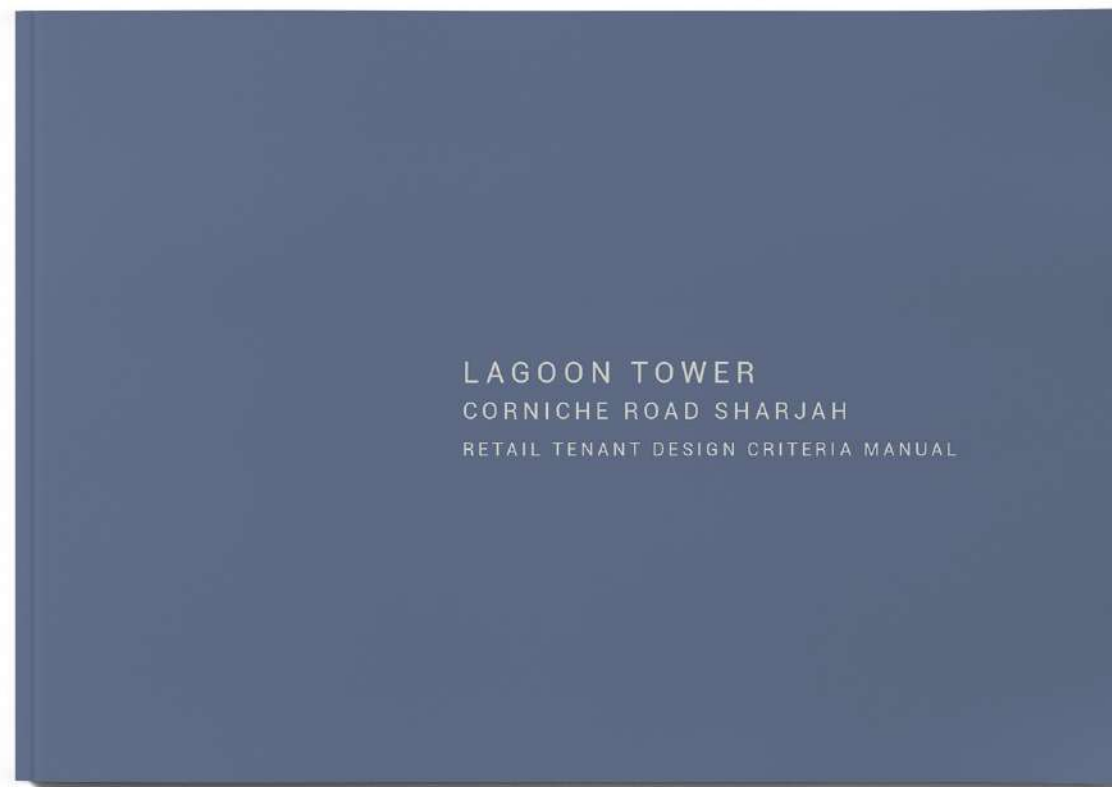 LAGOON TOWER
CORNICHE ROAD SHARJAH
RETAIL TENANT DESIGN CRITERIA MANUAL